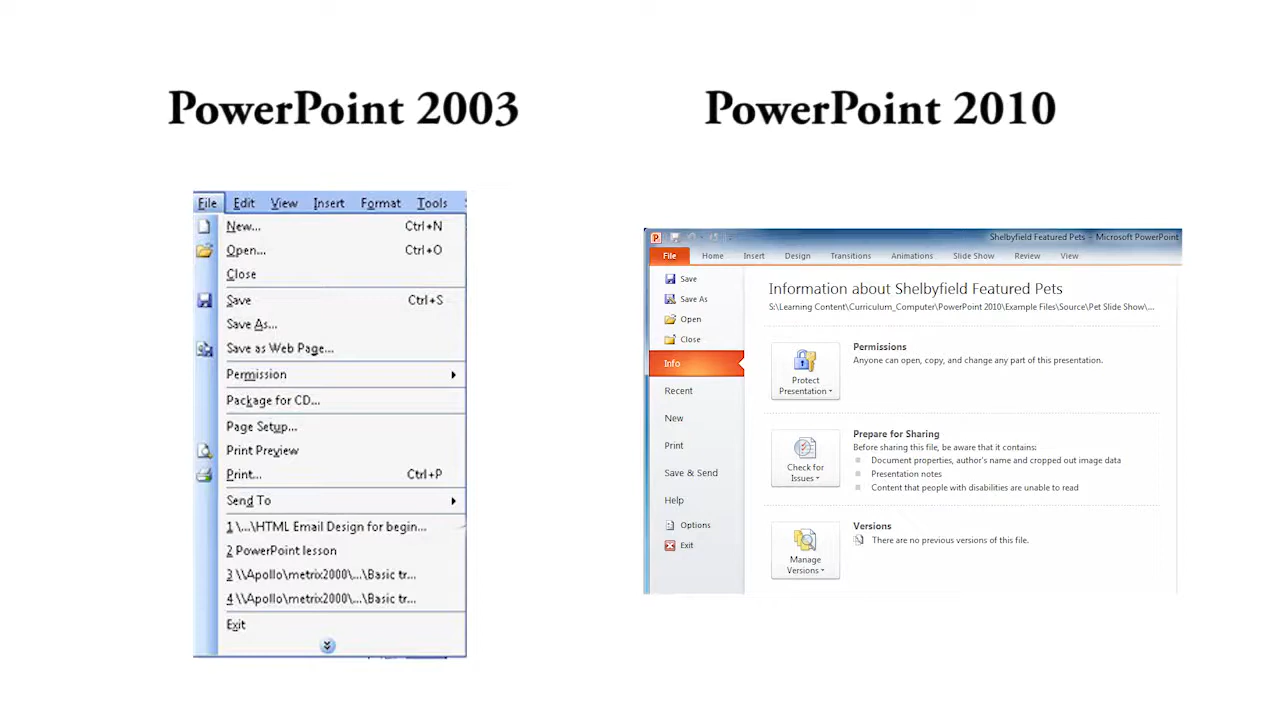 PowerPoint 2003
PowerPoint 2010
File Edit View Insert Format Tools
New... Ctrl+N
Open... Ctrl+O
Close
Save Ctrl+S
Save As...
Save as Web Page...
Permission
Package for CD...
Page Setup...
Print Preview
Print... Ctrl+P
Send To
1 \...\HTML Email Design for begin...
2 PowerPoint lesson
3 \\Apollo\metrix2000\...\Basic tr...
4 \\Apollo\metrix2000\...\Basic tr...
Exit
Shelbyfield Featured Pets - Microsoft PowerPoint
File Home Insert Design Transitions Animations Slide Show Review View
Save
Save As
Open
Close
Info
Recent
New
Print
Save & Send
Help
Options
Exit
Information about Shelbyfield Featured Pets
S:\Learning Content\Curriculum_Computer\PowerPoint 2010\Example Files\Source\Pet Slide Show\...
Protect
Presentation
Permissions
Anyone can open, copy, and change any part of this presentation.
Check for
Issues
Prepare for Sharing
Before sharing this file, be aware that it contains:
Document properties, author's name and cropped out image data
Presentation notes
Content that people with disabilities are unable to read
Manage
Versions
Versions
There are no previous versions of this file.